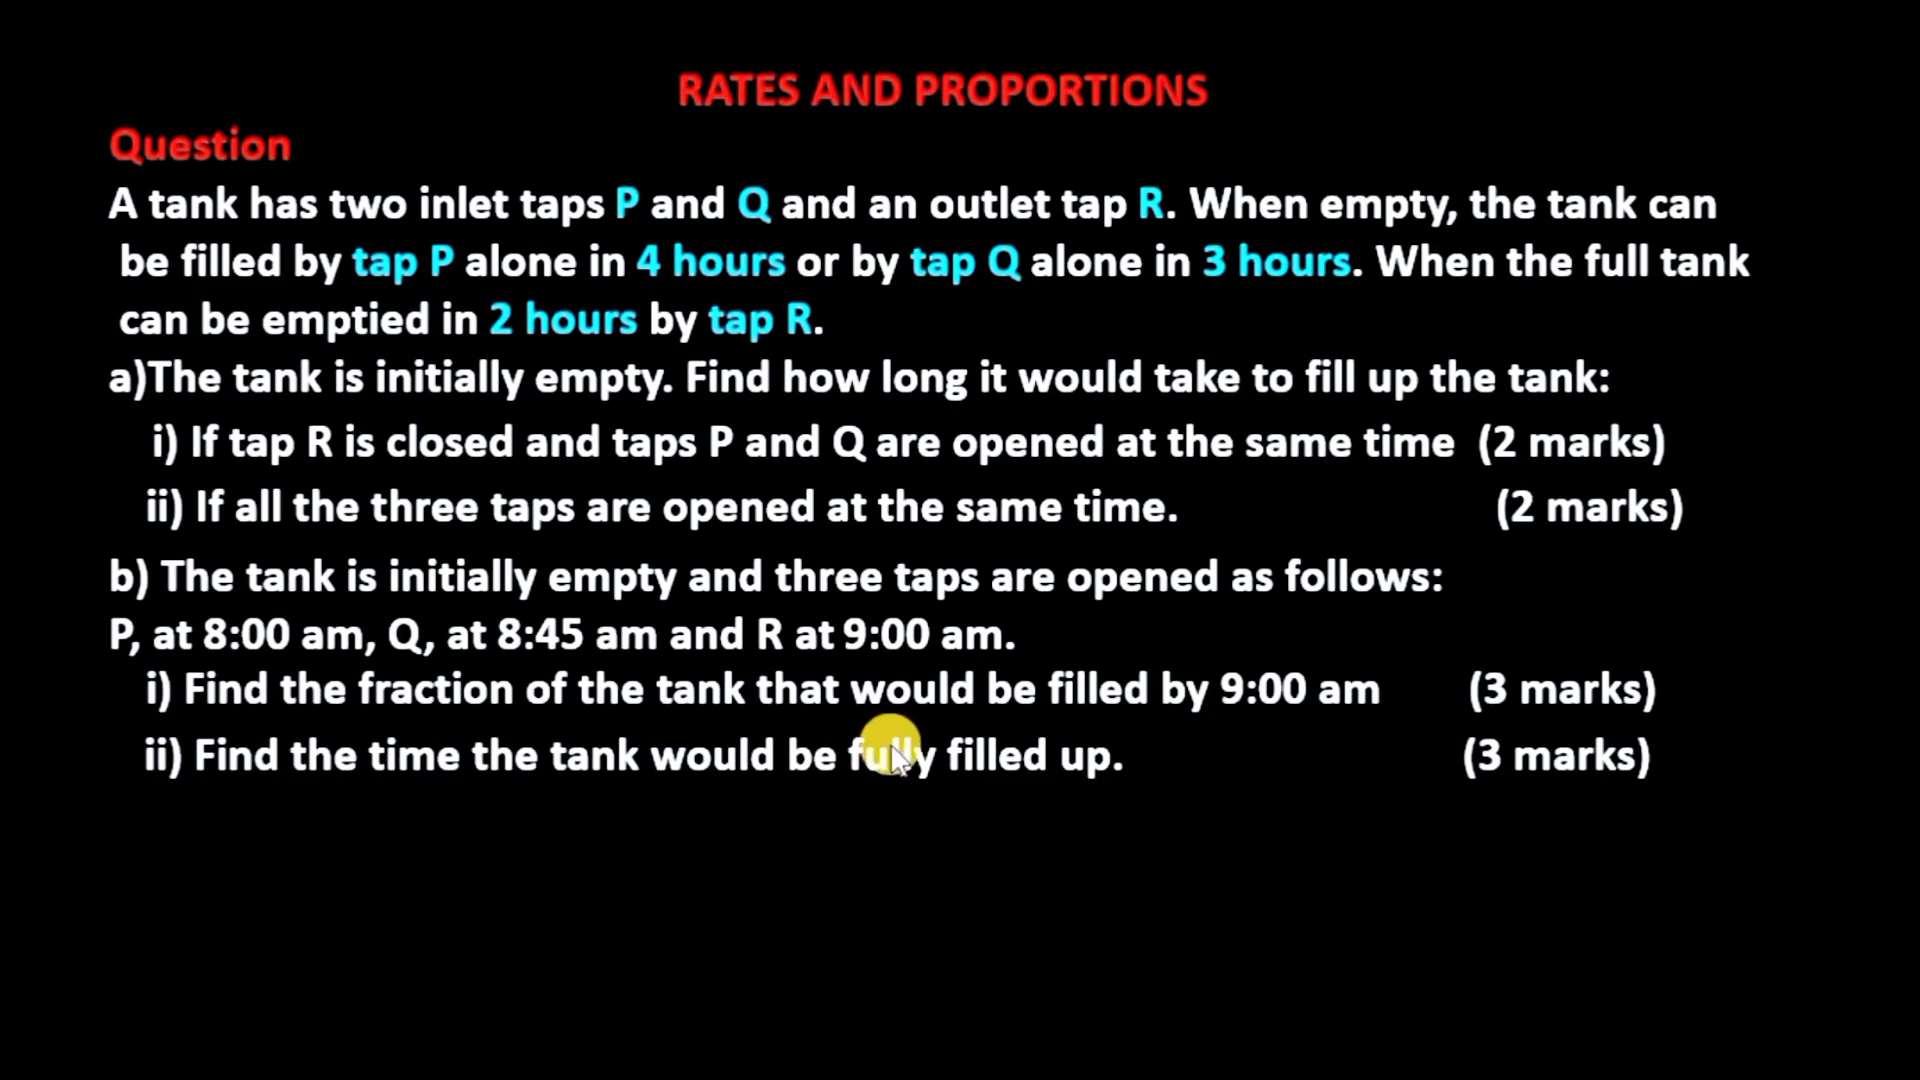 RATES AND PROPORTIONS
Question
A tank has two inlet taps P and Q and an outlet tap R. When empty, the tank can
be filled by tap P alone in 4 hours or by tap Q alone in 3 hours. When the full tank
can be emptied in 2 hours by tap R.
a)The tank is initially empty. Find how long it would take to fill up the tank:
i) If tap R is closed and taps P and Q are opened at the same time (2 marks)
ii) If all the three taps are opened at the same time. (2 marks)
b) The tank is initially empty and three taps are opened as follows:
P, at 8:00 am, Q, at 8:45 am and R at 9:00 am.
i) Find the fraction of the tank that would be filled by 9:00 am (3 marks)
ii) Find the time the tank would be fully filled up. (3 marks)